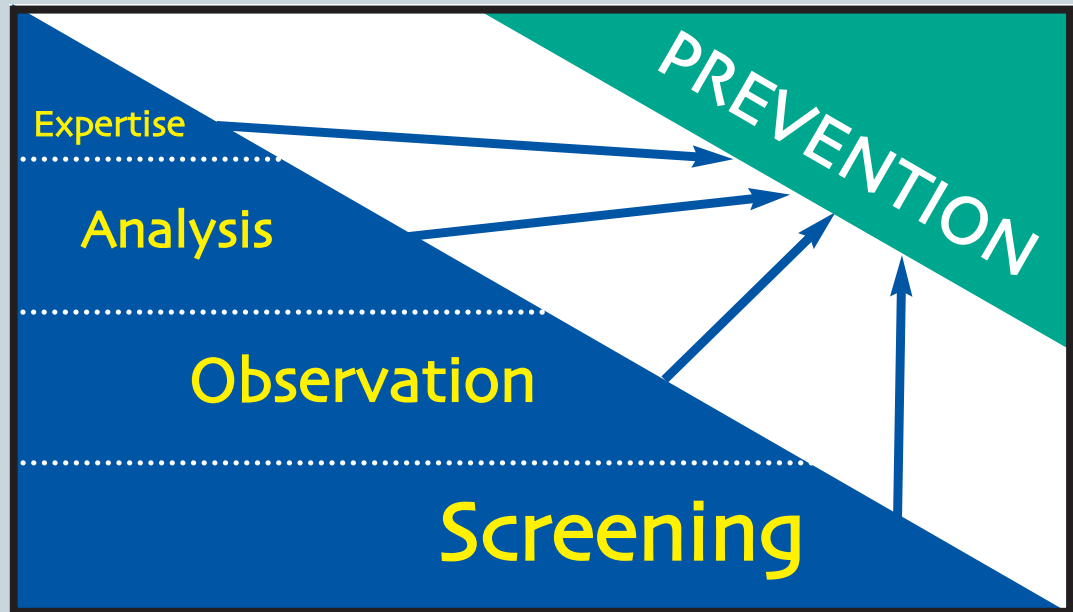 PREVENTION
Expertise
Analysis
Observation
Screening